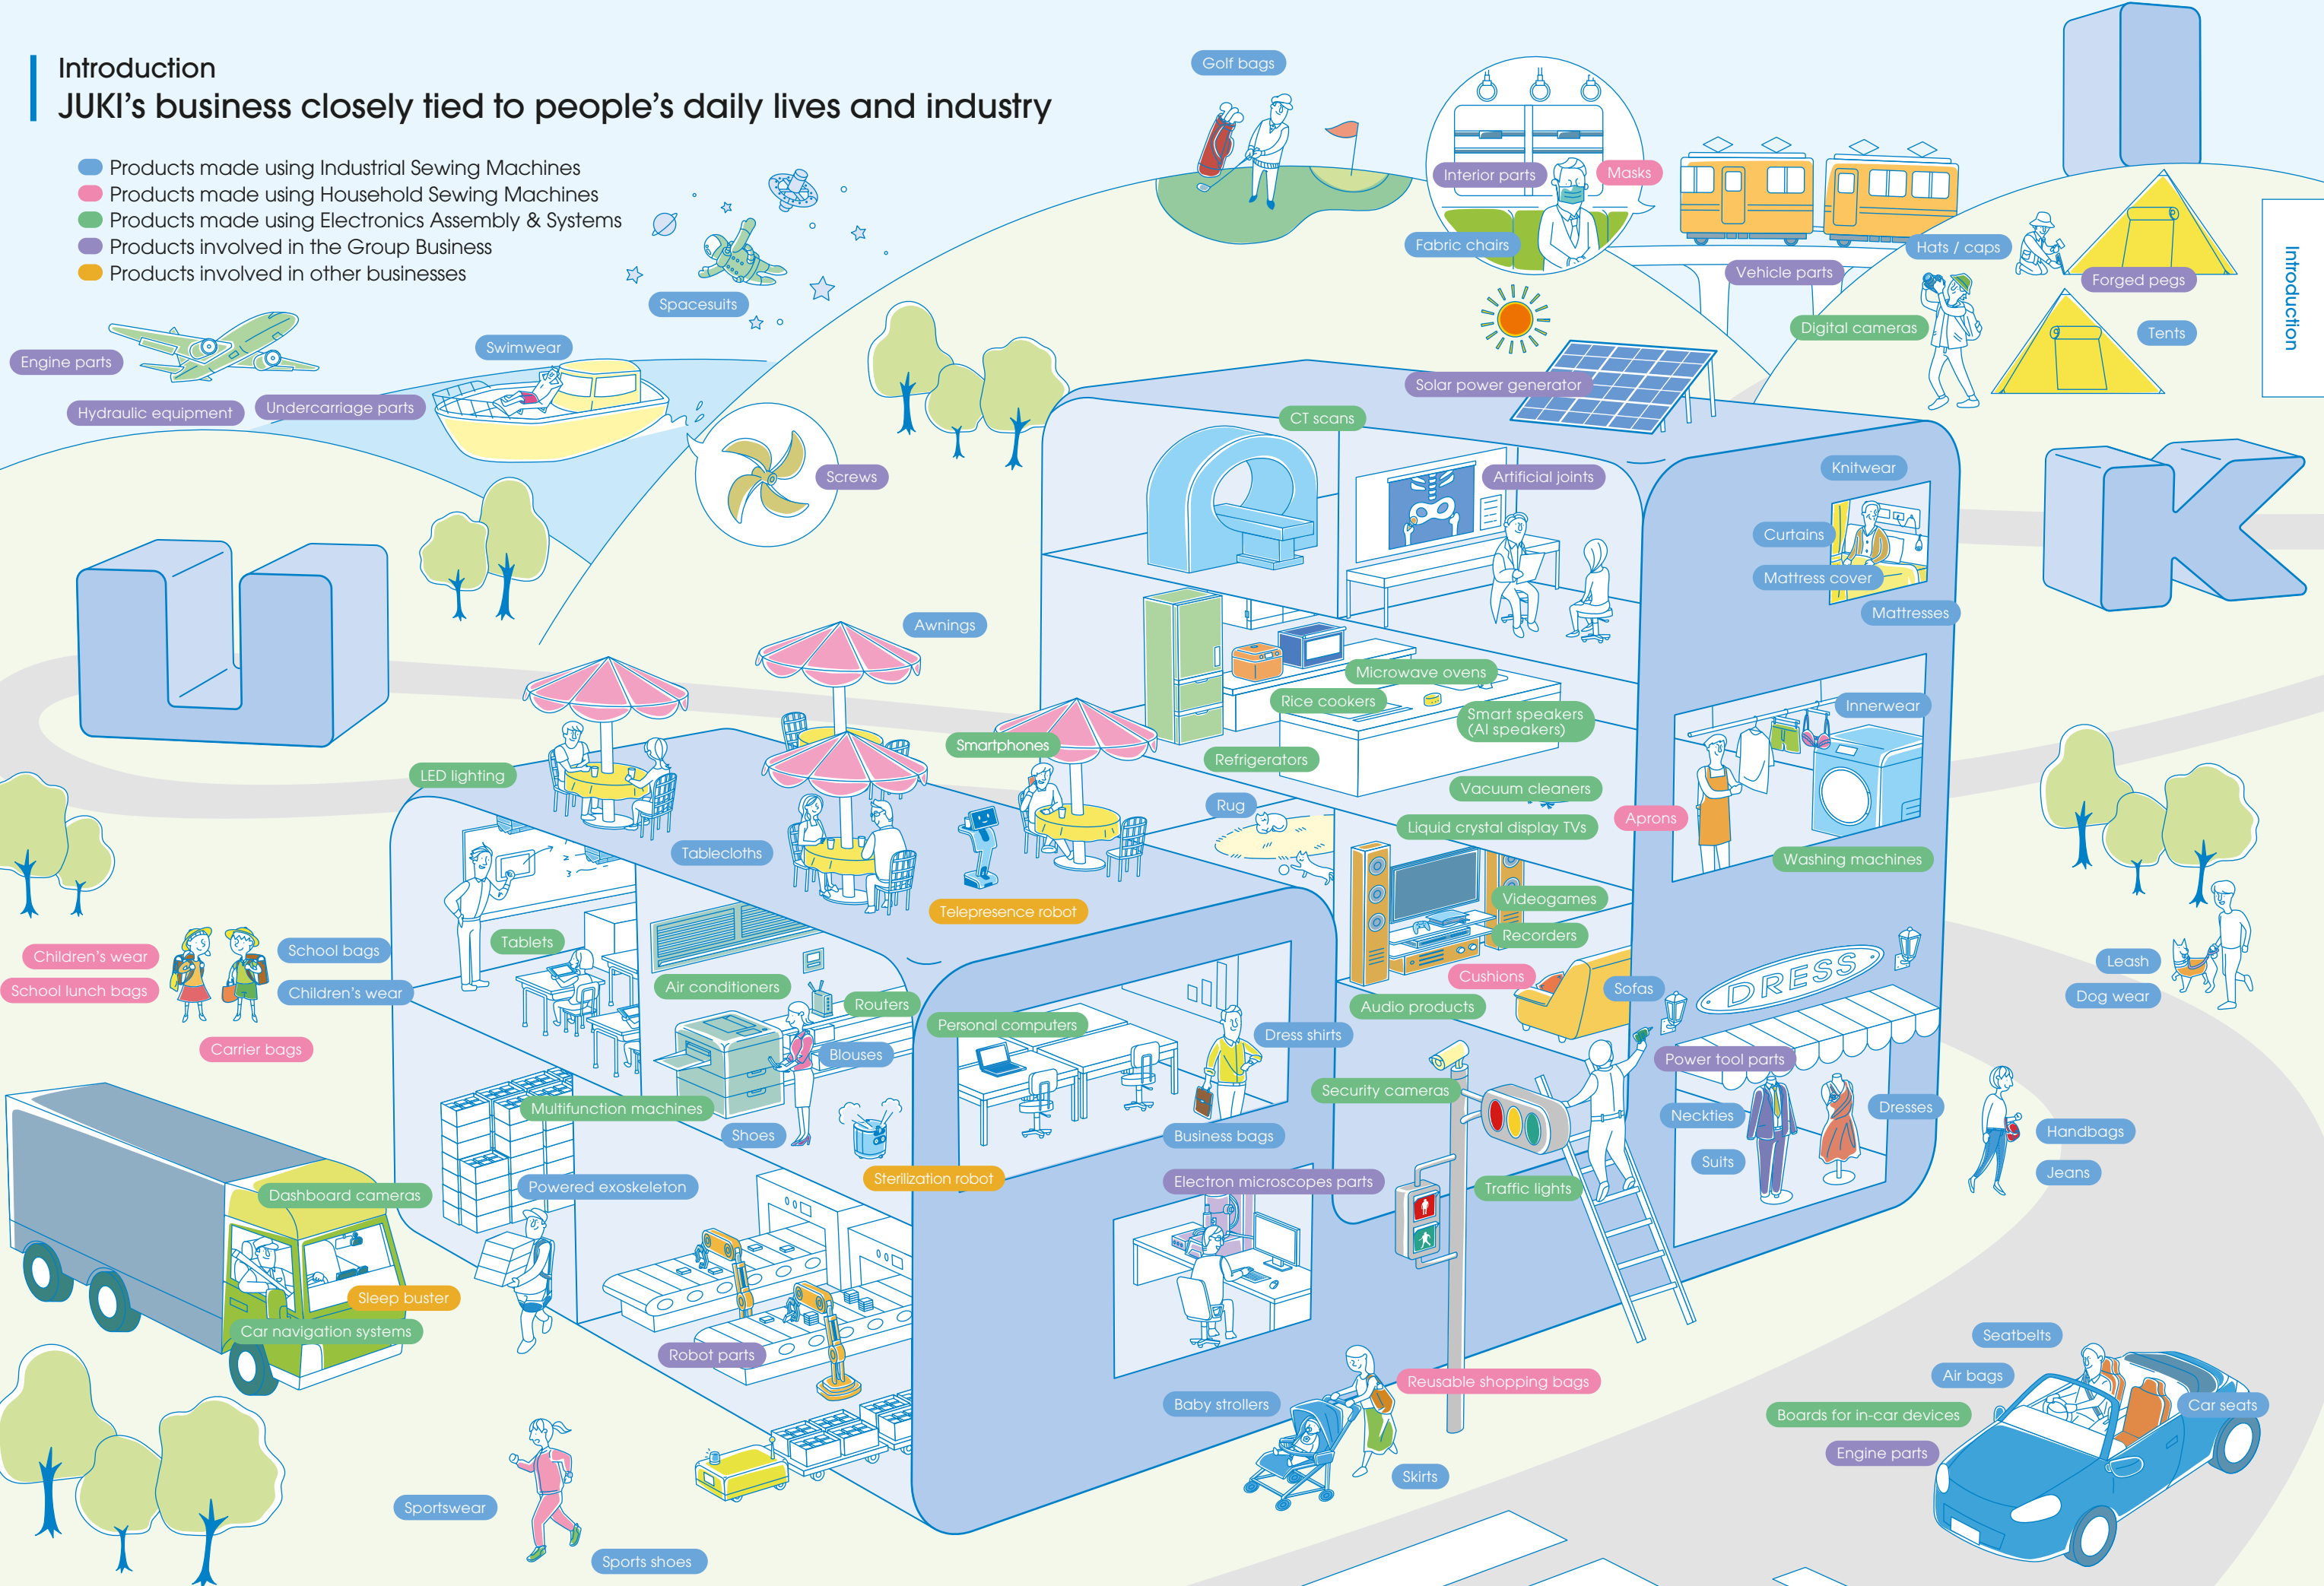 Introduction
JUKI's business closely tied to people's daily lives and industry
Products made using Industrial Sewing Machines
Products made using Household Sewing Machines
Products made using Electronics Assembly & Systems
Products involved in the Group Business
Products involved in other businesses
Golf bags
Interior parts
Masks
Fabric chairs
Hats / caps
Vehicle parts
Forged pegs
Digital cameras
Tents
Introduction
Spacesuits
Swimwear
Engine parts
Hydraulic equipment
Undercarriage parts
Screws
Solar power generator
CT scans
Artificial joints
Knitwear
Curtains
Mattress cover
Mattresses
U
K
I
Awnings
Microwave ovens
Rice cookers
Smart speakers
(AI speakers)
Innerwear
Smartphones
Refrigerators
LED lighting
Vacuum cleaners
Rug
Aprons
Liquid crystal display TVs
Tablecloths
Washing machines
Telepresence robot
Videogames
Recorders
Tablets
Children's wear
School bags
School lunch bags
Children's wear
Carrier bags
Air conditioners
Routers
Cushions
Sofas
Audio products
DRESS
Leash
Dog wear
Personal computers
Dress shirts
Blouses
Power tool parts
Security cameras
Multifunction machines
Shoes
Business bags
Neckties
Dresses
Suits
Handbags
Jeans
Sterilization robot
Electron microscopes parts
Traffic lights
Powered exoskeleton
Dashboard cameras
Sleep buster
Car navigation systems
Robot parts
Reusable shopping bags
Baby strollers
Skirts
Seatbelts
Air bags
Car seats
Boards for in-car devices
Engine parts
Sportswear
Sports shoes